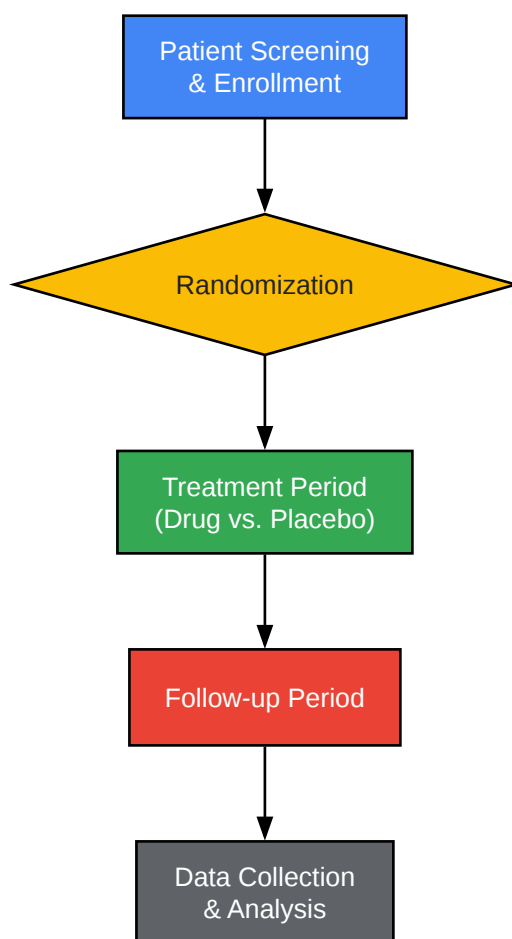 Patient Screening
& Enrollment
Randomization
Treatment Period
(Drug vs. Placebo)
Follow-up Period
Data Collection
& Analysis